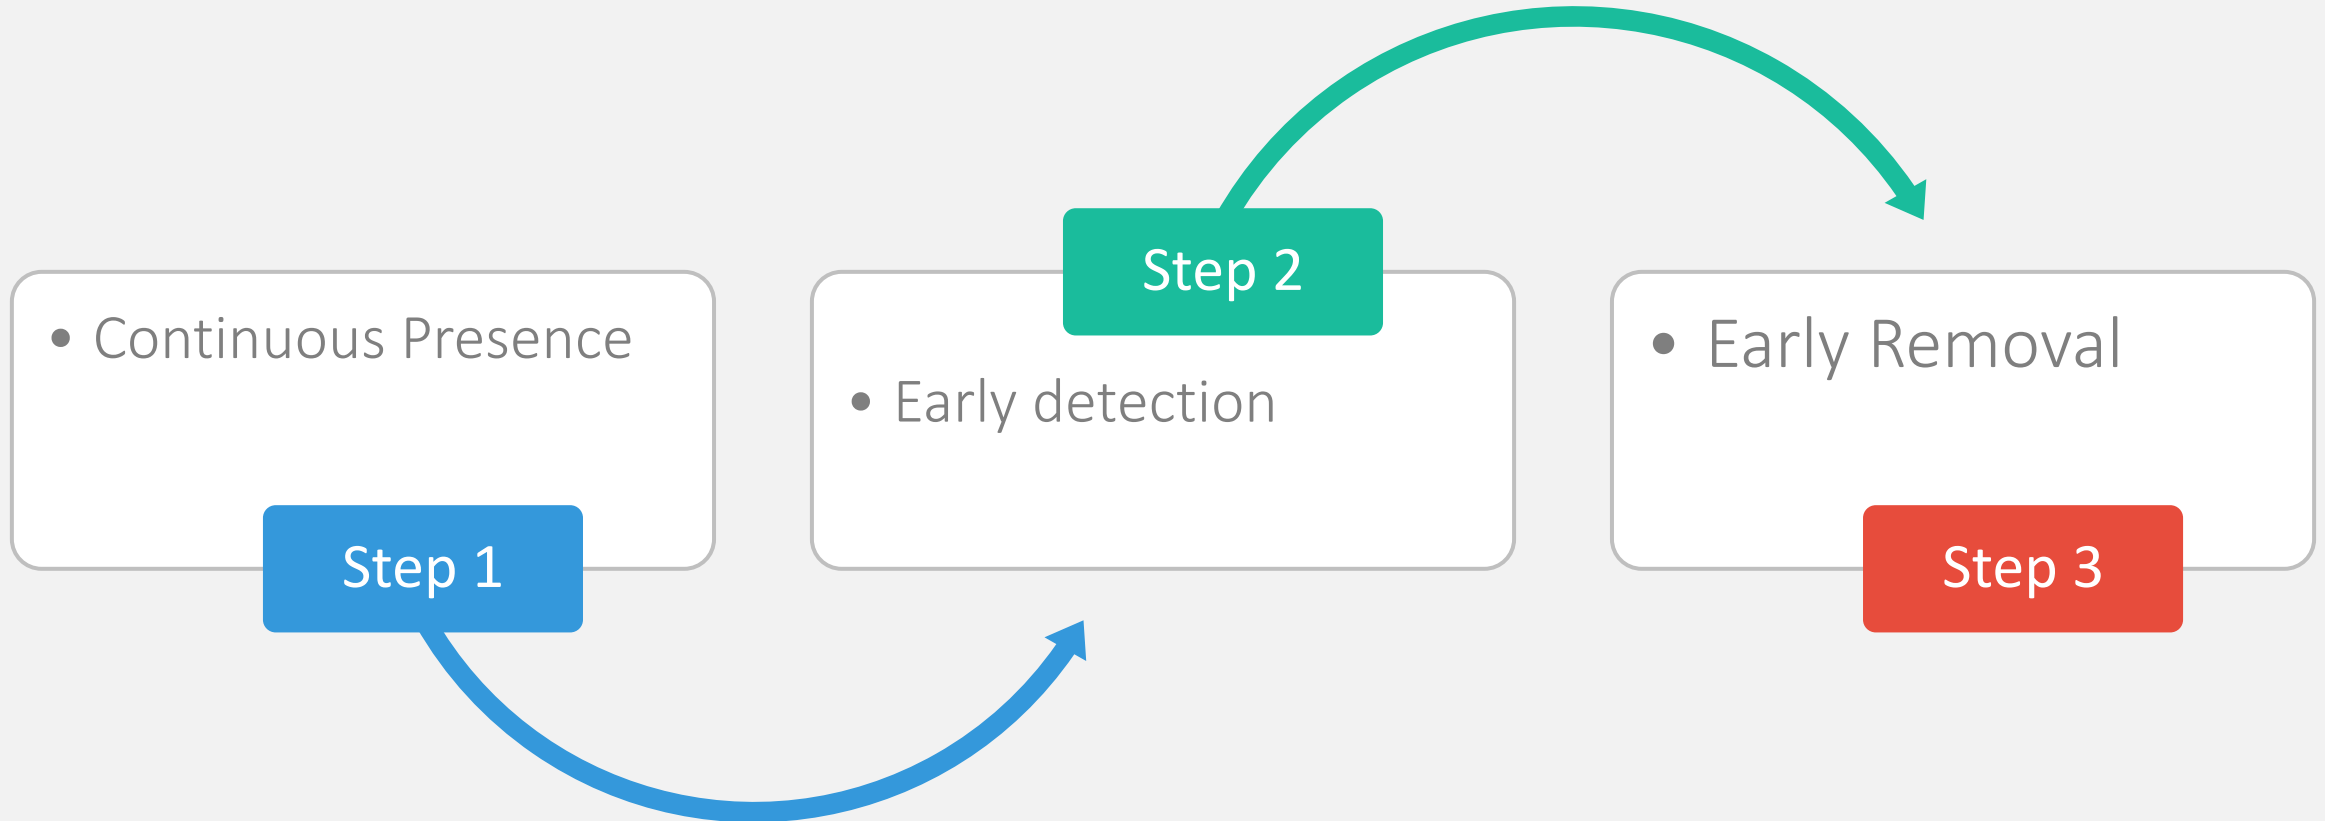 • Continuous Presence
Step 1
Step 2
• Early detection
• Early Removal
Step 3